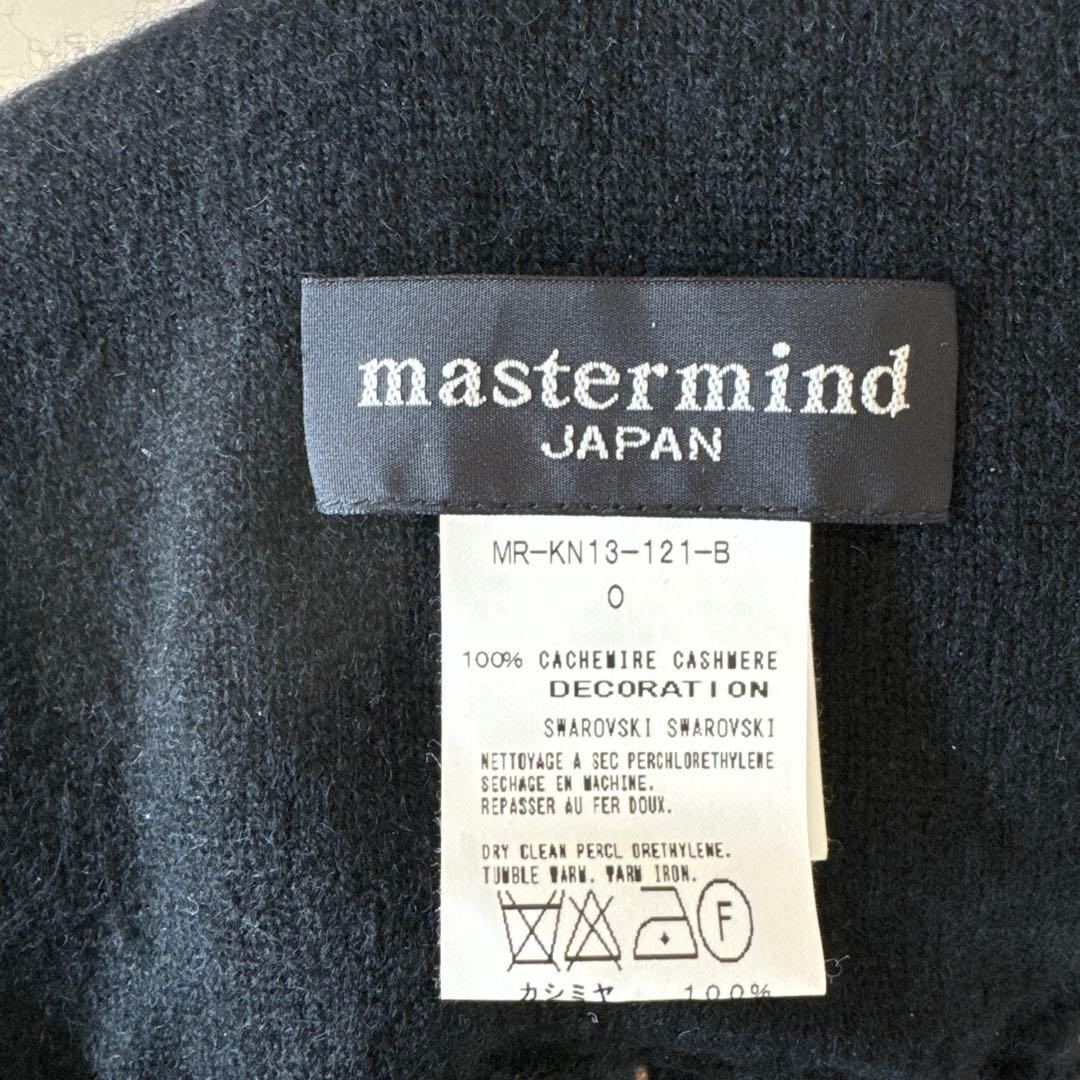 mastermind
JAPAN
MR-KN13-121-B
0
100% CACHEMIRE CASHMERE
DECORATION
SWAROVSKI SWAROVSKI
NETTOYAGE A SEC PERCHLORETHYLENE
SECHAGE EN MACHINE.
REPASSER AU FER DOUX.
DRY CLEAN PERCL ORETHYLENE.
TUMBLE WARM. WARM IRON.
F
カシミヤ 100%